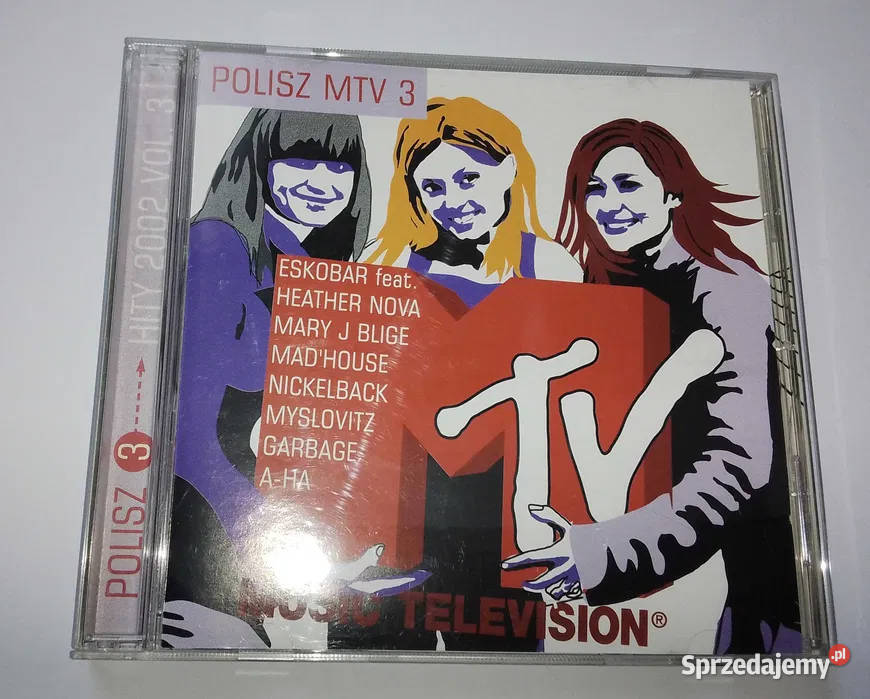 POLISZ MTV 3
POLISZ 3 HITY 2002 VOL. 3
ESKOBAR feat.
HEATHER NOVA
MARY J BLIGE
MAD'HOUSE
NICKELBACK
MYSLOVITZ
GARBAGE
A-HA
MTV
MUSIC TELEVISION®
Sprzedajemy.pl